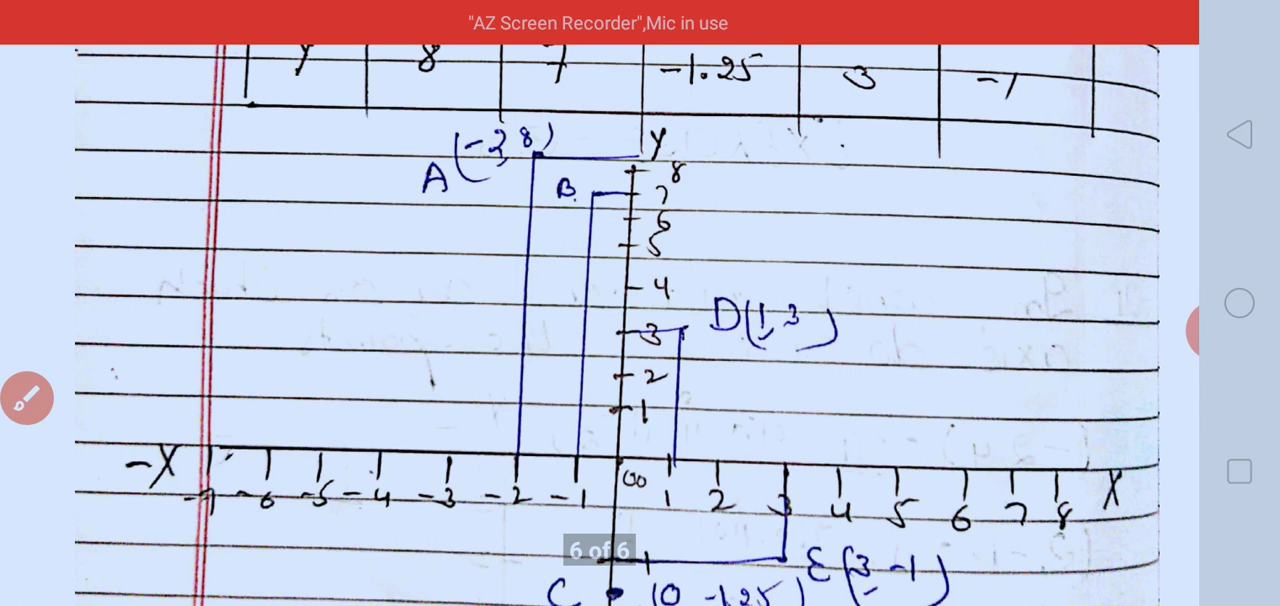 "AZ Screen Recorder",Mic in use
y 8 7 -1.25 3 -1
A (-2, 8) Y
8
B. 7
6
5
4
D(1, 3)
3
2
1
-X -7 -6 -5 -4 -3 -2 -1 1 2 3 4 5 6 7 8 X
6 of 6
E (3, -1)
C (0 -1.25)